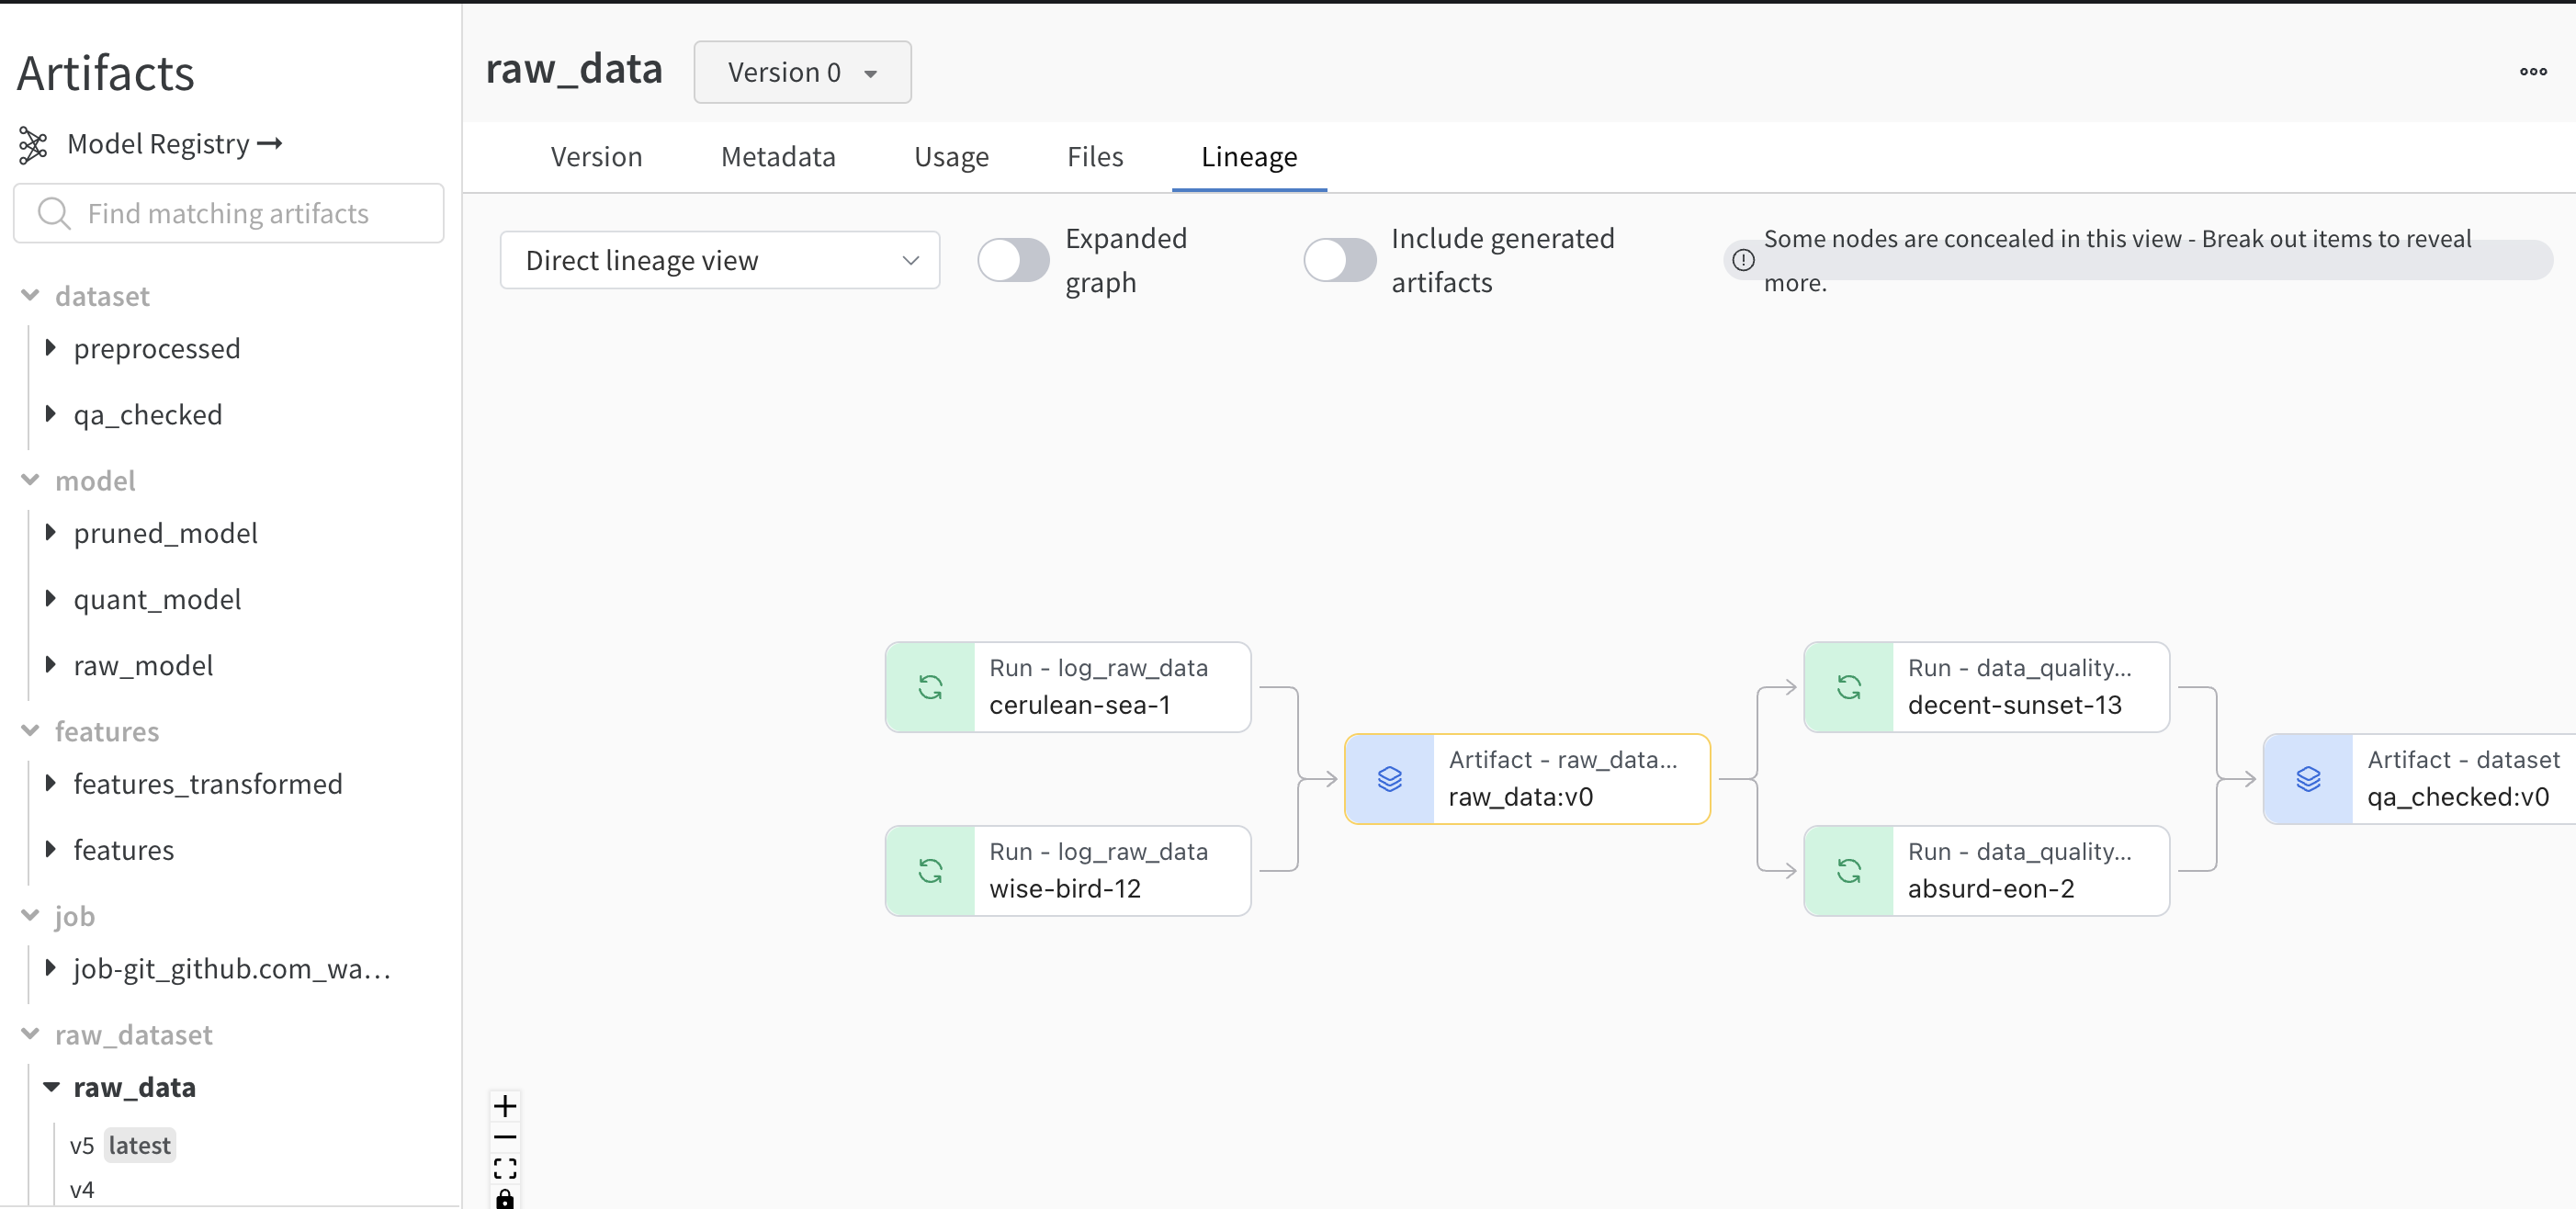 Artifacts
Model Registry
Find matching artifacts
dataset
preprocessed
qa_checked
model
pruned_model
quant_model
raw_model
features
features_transformed
features
job
job-git_github.com_wa...
raw_dataset
raw_data
v5 latest
v4
raw_data
Version 0
Version Metadata Usage Files Lineage
Direct lineage view
Expanded
graph
Include generated
artifacts
Some nodes are concealed in this view - Break out items to reveal
more.
Run - log_raw_data
cerulean-sea-1
Run - log_raw_data
wise-bird-12
Artifact - raw_data...
raw_data:v0
Run - data_quality...
decent-sunset-13
Run - data_quality...
absurd-eon-2
Artifact - dataset
qa_checked:v0